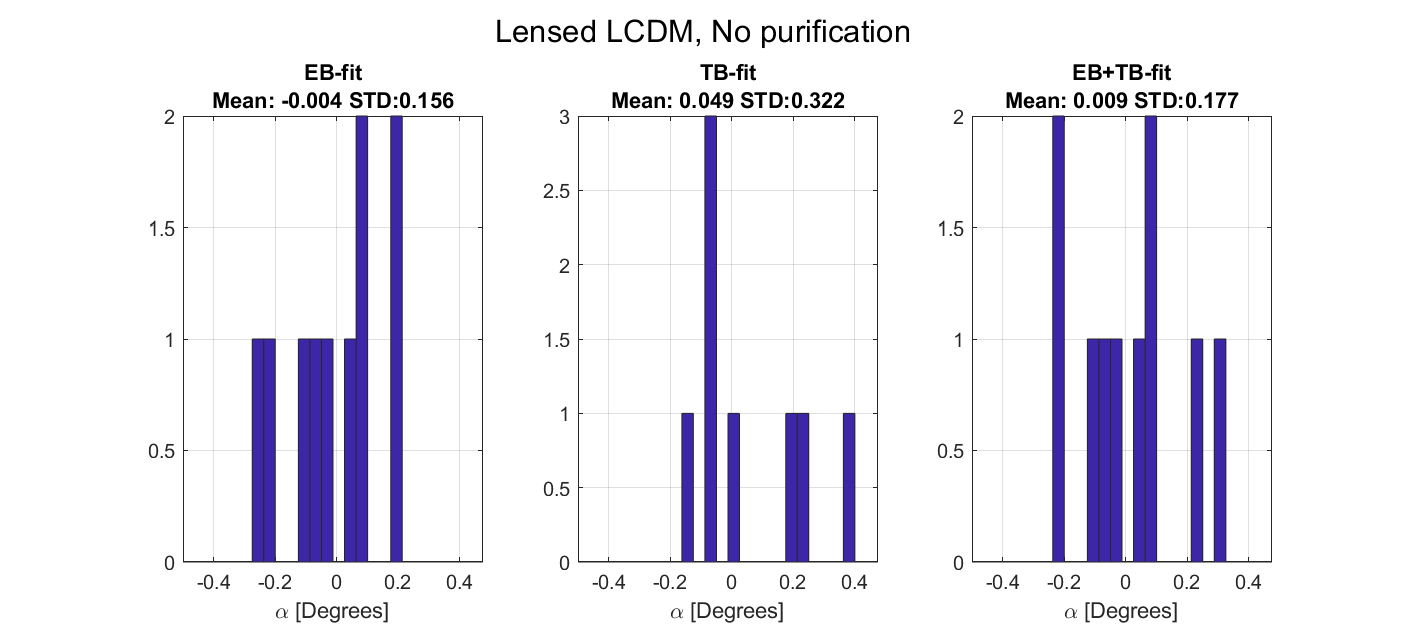 Lensed LCDM, No purification
EB-fit
Mean: -0.004 STD:0.156
2
1.5
1
0.5
0
-0.4 -0.2 0 0.2 0.4
α [Degrees]
TB-fit
Mean: 0.049 STD:0.322
3
2.5
2
1.5
1
0.5
0
-0.4 -0.2 0 0.2 0.4
α [Degrees]
EB+TB-fit
Mean: 0.009 STD:0.177
2
1.5
1
0.5
0
-0.4 -0.2 0 0.2 0.4
α [Degrees]